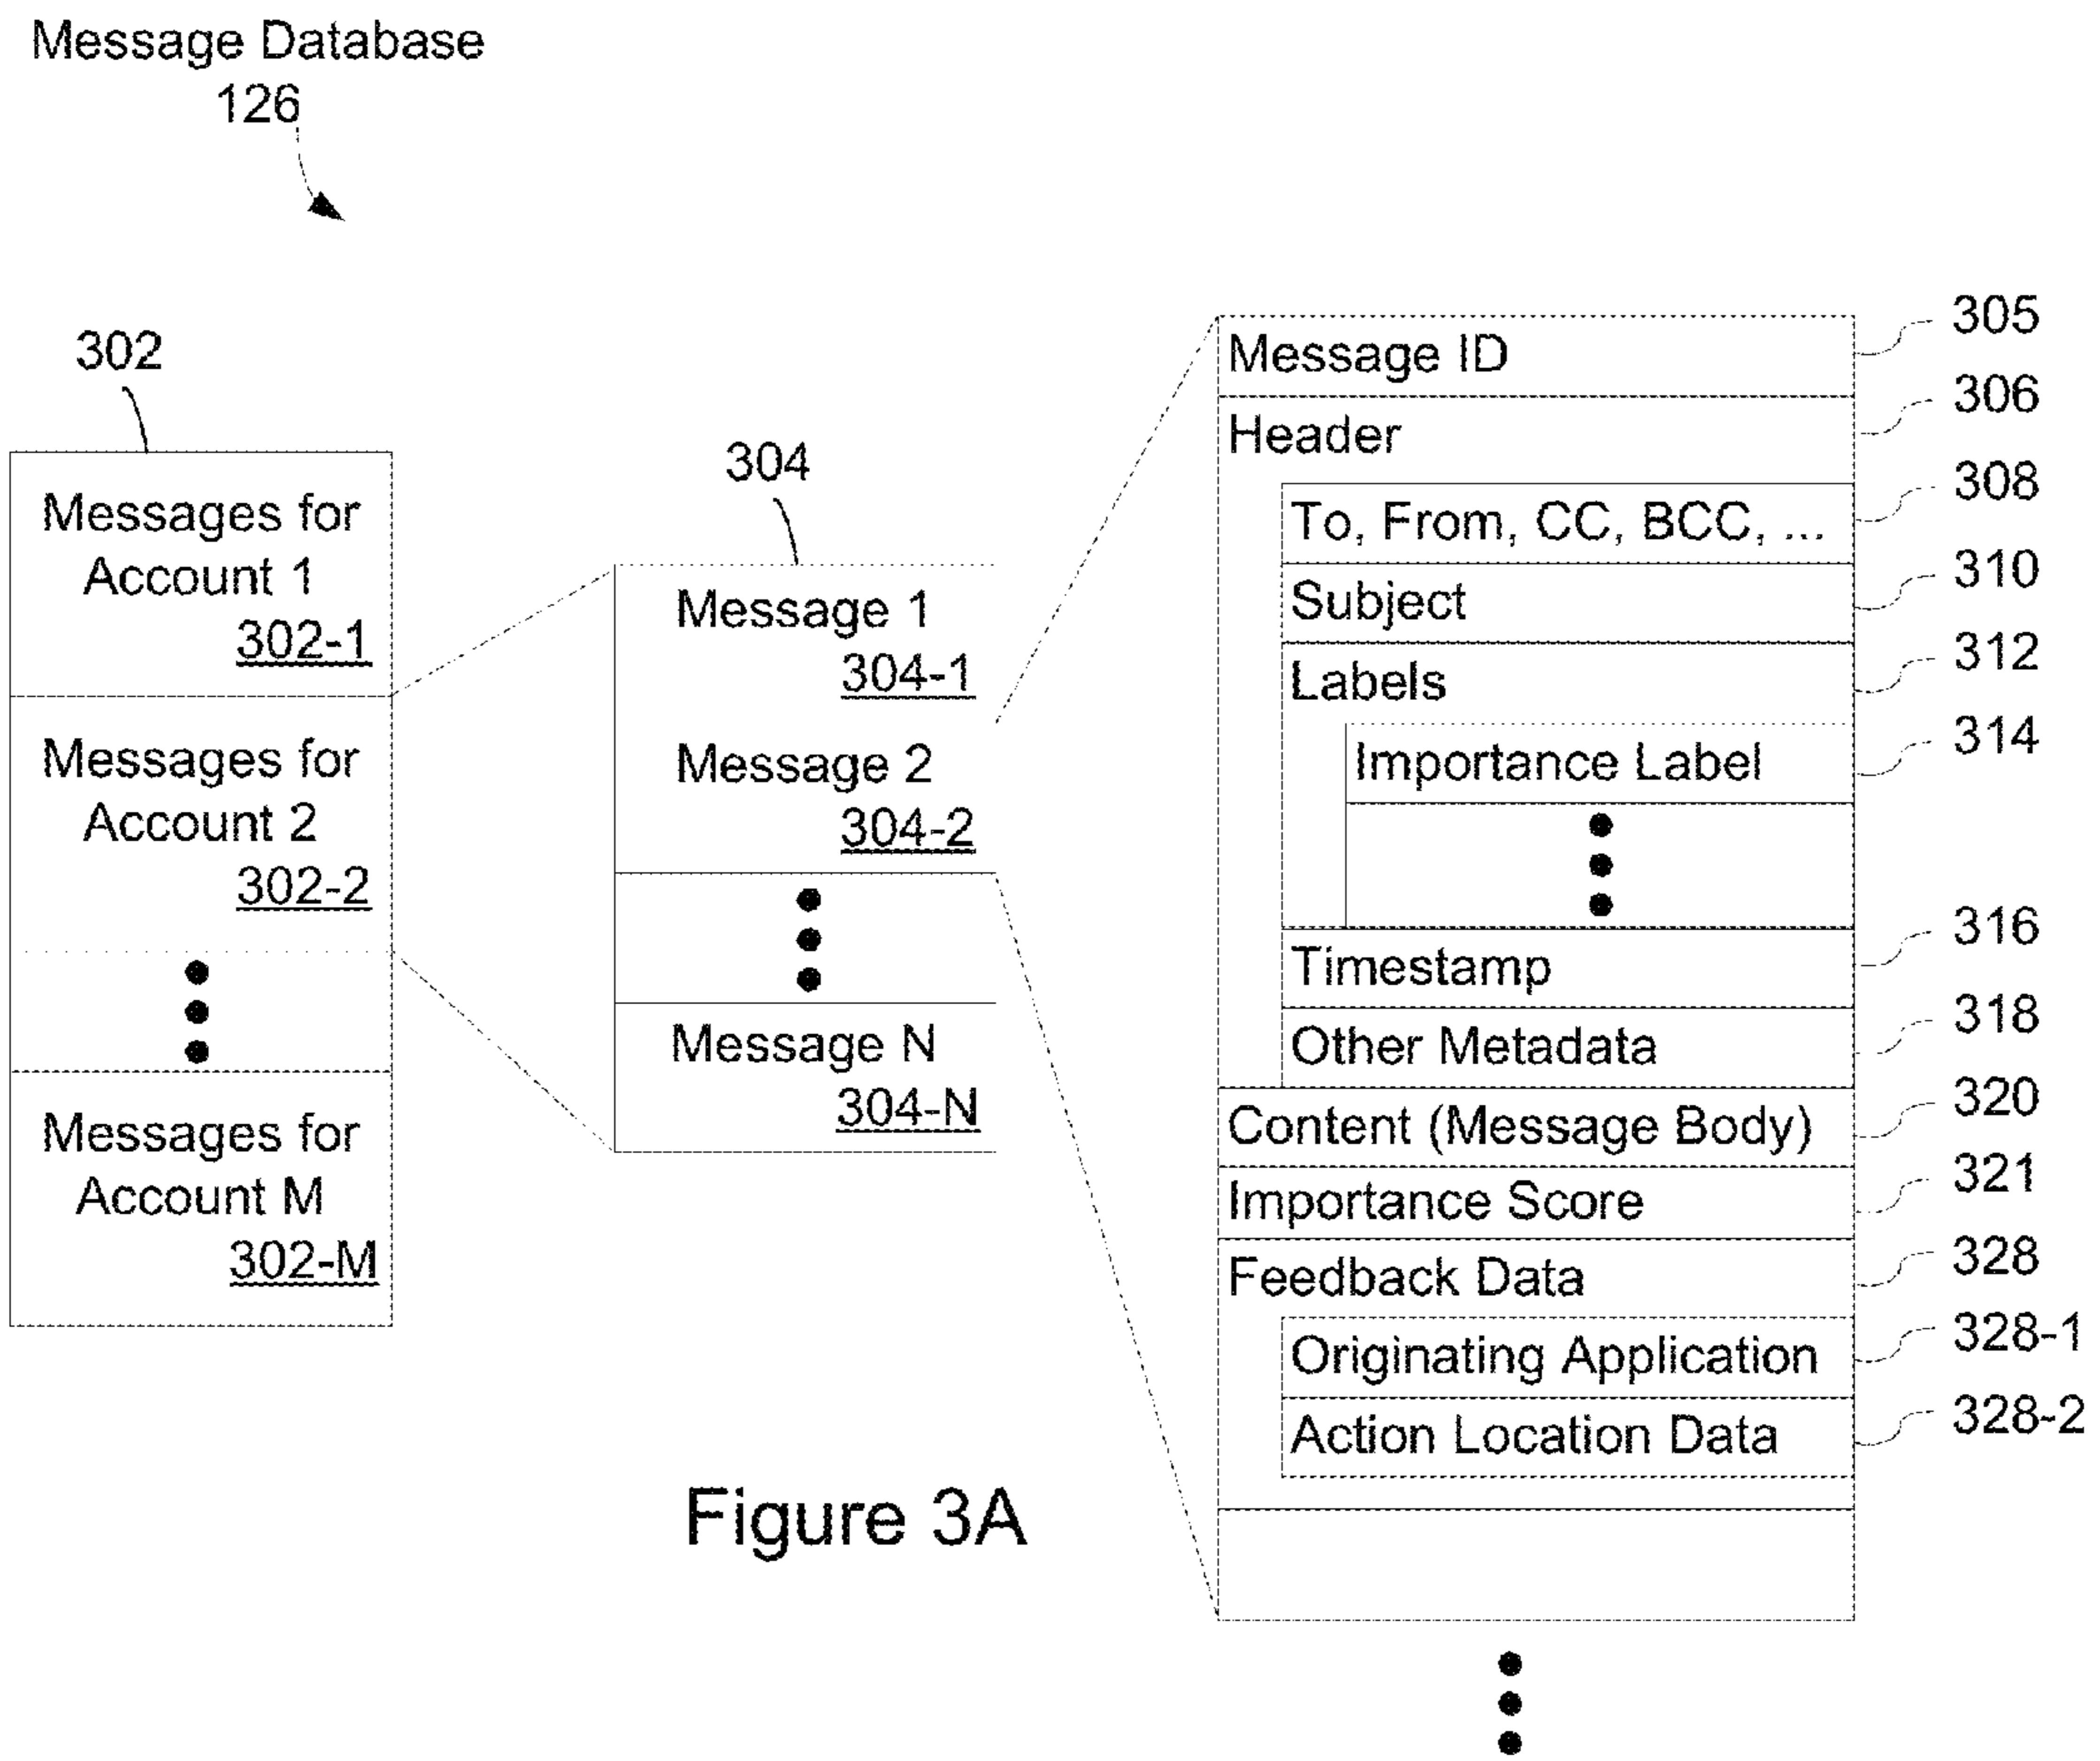 Message Database
126
302
Messages for
Account 1
302-1
Messages for
Account 2
302-2
Messages for
Account M
302-M
304
Message 1
304-1
Message 2
304-2
Message N
304-N
Message ID
305
Header
306
To, From, CC, BCC, ...
308
Subject
310
Labels
312
Importance Label
314
Timestamp
316
Other Metadata
318
Content (Message Body)
320
Importance Score
321
Feedback Data
328
Originating Application
328-1
Action Location Data
328-2
Figure 3A